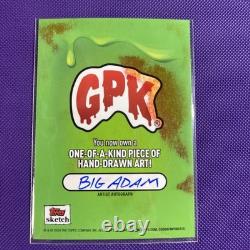 GPK®
You now own a
ONE-OF-A-KIND PIECE OF
HAND-DRAWN ART!
BIG ADAM
ARTIST AUTOGRAPH
Topps
sketch